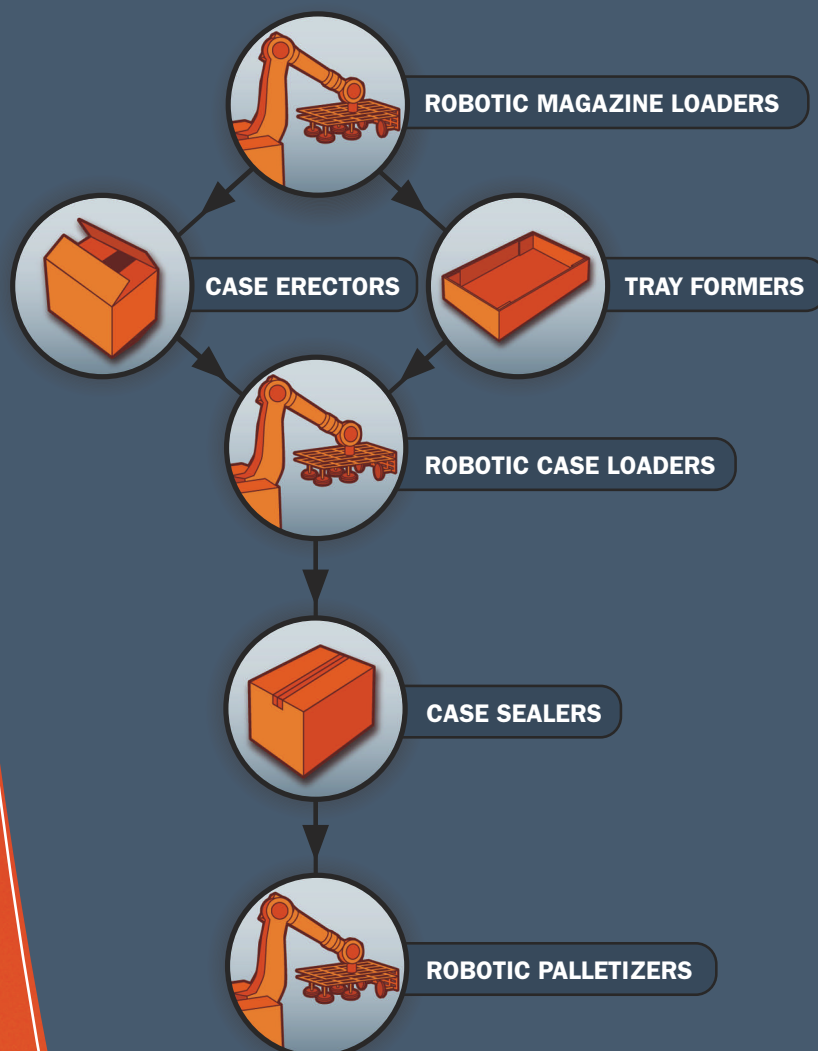 ROBOTIC MAGAZINE LOADERS
CASE ERECTORS
TRAY FORMERS
ROBOTIC CASE LOADERS
CASE SEALERS
ROBOTIC PALLETIZERS